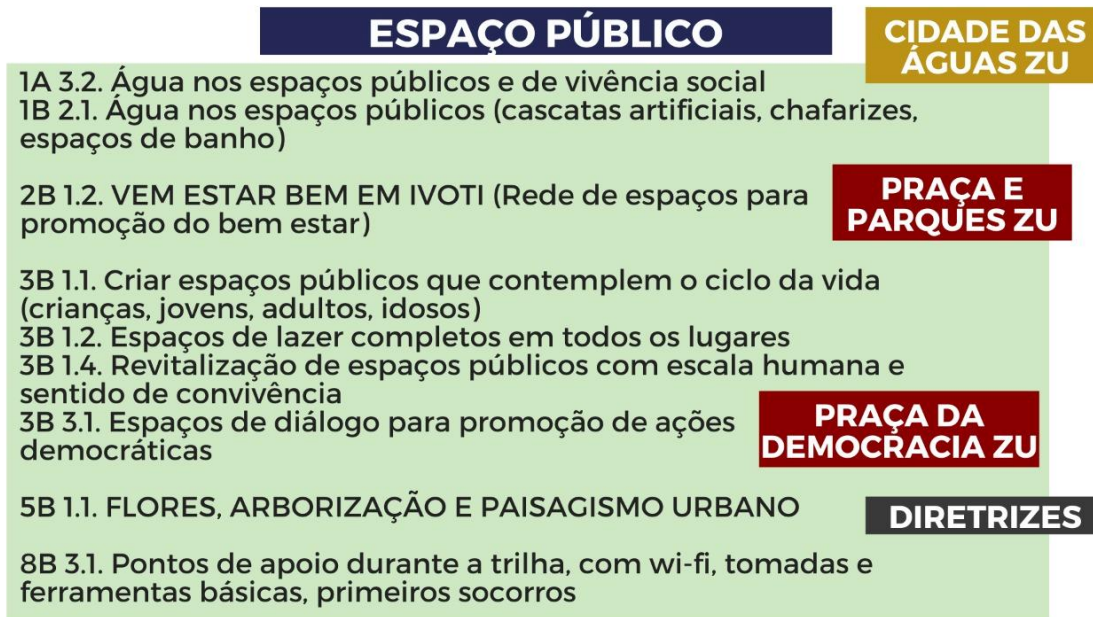 ESPAÇO PÚBLICO
CIDADE DAS
ÁGUAS ZU
1A 3.2. Água nos espaços públicos e de vivência social
1B 2.1. Água nos espaços públicos (cascatas artificiais, chafarizes,
espaços de banho)
2B 1.2. VEM ESTAR BEM EM IVOTI (Rede de espaços para
promoção do bem estar)
PRAÇA E
PARQUES ZU
3B 1.1. Criar espaços públicos que contemplem o ciclo da vida
(crianças, jovens, adultos, idosos)
3B 1.2. Espaços de lazer completos em todos os lugares
3B 1.4. Revitalização de espaços públicos com escala humana e
sentido de convivência
3B 3.1. Espaços de diálogo para promoção de ações
democráticas
PRAÇA DA
DEMOCRACIA ZU
5B 1.1. FLORES, ARBORIZAÇÃO E PAISAGISMO URBANO
DIRETRIZES
8B 3.1. Pontos de apoio durante a trilha, com wi-fi, tomadas e
ferramentas básicas, primeiros socorros